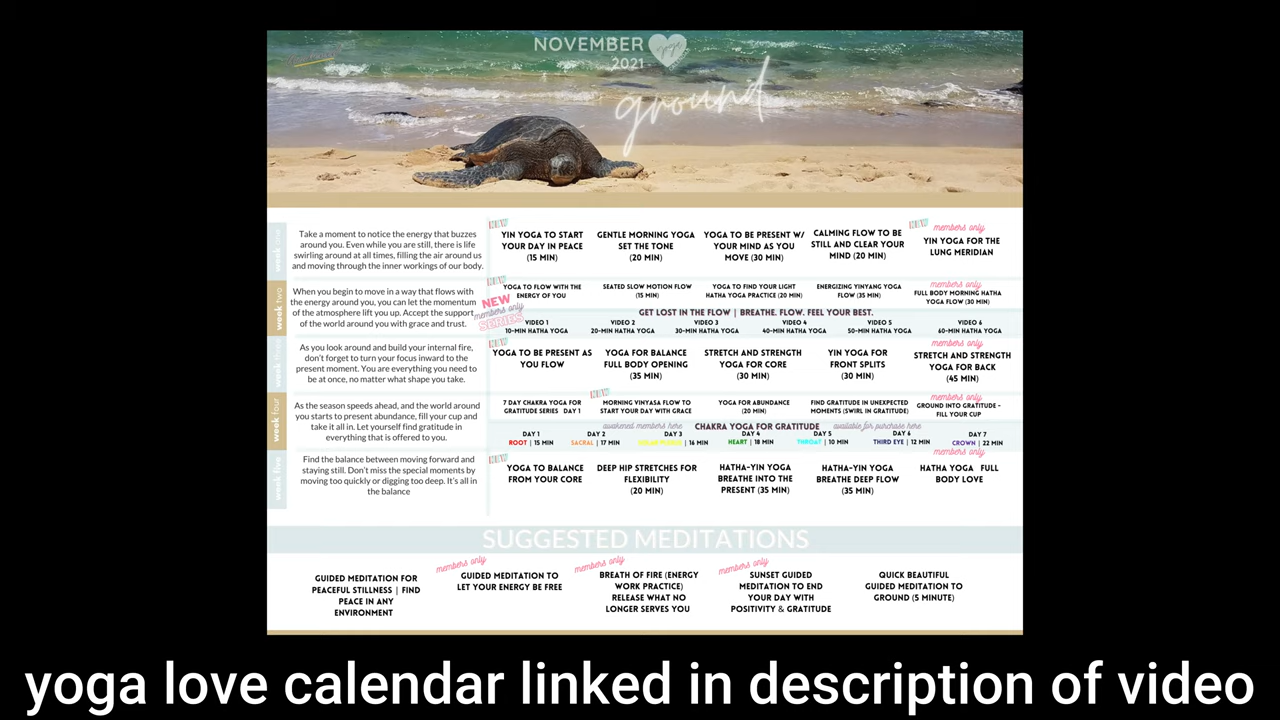 NOVEMBER
2021
yoga
ground
week one
Take a moment to notice the energy that buzzes
around you. Even while you are still, there is life
swirling around at all times, filling the air around us
and moving through the inner workings of our body.
YIN YOGA TO START
YOUR DAY IN PEACE
(15 MIN)
GENTLE MORNING YOGA
SET THE TONE
(20 MIN)
YOGA TO BE PRESENT W/
YOUR MIND AS YOU
MOVE (30 MIN)
CALMING FLOW TO BE
STILL AND CLEAR YOUR
MIND (20 MIN)
members only
YIN YOGA FOR THE
LUNG MERIDIAN
week two
When you begin to move in a way that flows with
the energy around you, you can let the momentum
of the atmosphere lift you up. Accept the support
of the world around you with grace and trust.
YOGA TO FLOW WITH THE
ENERGY OF YOU
SEATED SLOW MOTION FLOW
(15 MIN)
YOGA TO FIND YOUR LIGHT
HATHA YOGA PRACTICE (20 MIN)
ENERGIZING YINYANG YOGA
FLOW (35 MIN)
members only
FULL BODY MORNING HATHA
YOGA FLOW (30 MIN)
NEW
members only
SERIES
GET LOST IN THE FLOW | BREATHE. FLOW. FEEL YOUR BEST.
VIDEO 1
10-MIN HATHA YOGA
VIDEO 2
20-MIN HATHA YOGA
VIDEO 3
30-MIN HATHA YOGA
VIDEO 4
40-MIN HATHA YOGA
VIDEO 5
50-MIN HATHA YOGA
VIDEO 6
60-MIN HATHA YOGA
As you look around and build your internal fire,
don't forget to turn your focus inward to the
present moment. You are everything you need to
be at once, no matter what shape you take.
YOGA TO BE PRESENT AS
YOU FLOW
YOGA FOR BALANCE
FULL BODY OPENING
(35 MIN)
STRETCH AND STRENGTH
YOGA FOR CORE
(30 MIN)
YIN YOGA FOR
FRONT SPLITS
(30 MIN)
members only
STRETCH AND STRENGTH
YOGA FOR BACK
(45 MIN)
week four
As the season speeds ahead, and the world around
you starts to present abundance, fill your cup and
take it all in. Let yourself find gratitude in
everything that is offered to you.
7 DAY CHAKRA YOGA FOR
GRATITUDE SERIES DAY 1
MORNING VINYASA FLOW TO
START YOUR DAY WITH GRACE
YOGA FOR ABUNDANCE
(20 MIN)
FIND GRATITUDE IN UNEXPECTED
MOMENTS (SWIRL IN GRATITUDE)
members only
GROUND INTO GRATITUDE -
FILL YOUR CUP
awakened members here
CHAKRA YOGA FOR GRATITUDE
available for purchase here
DAY 1
ROOT | 15 MIN
DAY 2
SACRAL | 17 MIN
DAY 3
SOLAR PLEXUS | 16 MIN
DAY 4
HEART | 18 MIN
DAY 5
THROAT | 10 MIN
DAY 6
THIRD EYE | 12 MIN
DAY 7
CROWN | 22 MIN
Find the balance between moving forward and
staying still. Don't miss the special moments by
moving too quickly or digging too deep. It's all in
the balance
YOGA TO BALANCE
FROM YOUR CORE
DEEP HIP STRETCHES FOR
FLEXIBILITY
(20 MIN)
HATHA-YIN YOGA
BREATHE INTO THE
PRESENT (35 MIN)
HATHA-YIN YOGA
BREATHE DEEP FLOW
(35 MIN)
members only
HATHA YOGA FULL
BODY LOVE
SUGGESTED MEDITATIONS
GUIDED MEDITATION FOR
PEACEFUL STILLNESS | FIND
PEACE IN ANY
ENVIRONMENT
members only
GUIDED MEDITATION TO
LET YOUR ENERGY BE FREE
members only
BREATH OF FIRE (ENERGY
WORK PRACTICE)
RELEASE WHAT NO
LONGER SERVES YOU
members only
SUNSET GUIDED
MEDITATION TO END
YOUR DAY WITH
POSITIVITY & GRATITUDE
QUICK BEAUTIFUL
GUIDED MEDITATION TO
GROUND (5 MINUTE)
yoga love calendar linked in description of video